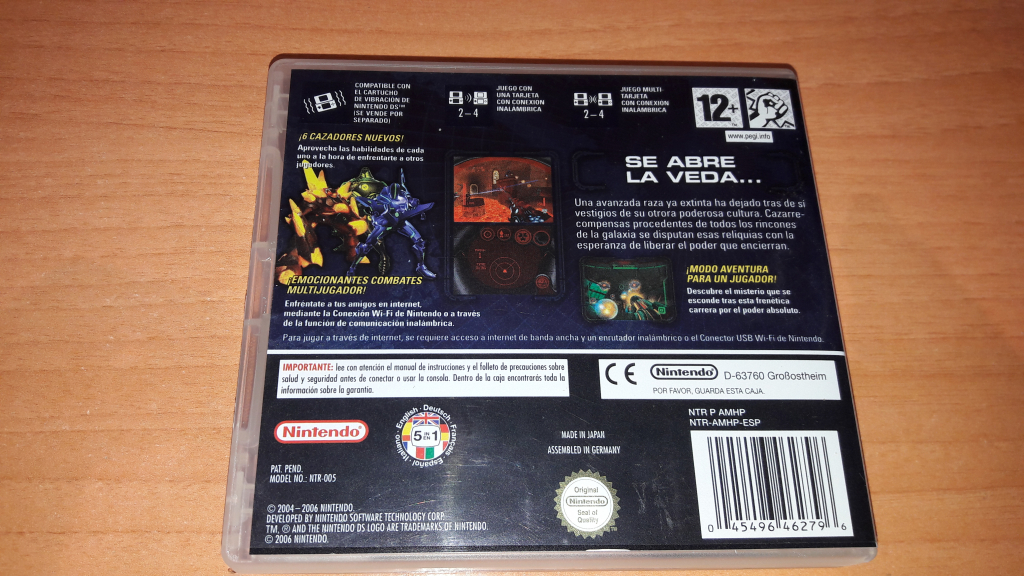 COMPATIBLE CON
EL CARTUCHO
DE VIBRACIÓN DE
NINTENDO DS™
(SE VENDE POR
SEPARADO)
2–4
JUEGO CON
UNA TARJETA
CON CONEXIÓN
INALÁMBRICA
2–4
JUEGO MULTI-
TARJETA
CON CONEXIÓN
INALÁMBRICA
12+
www.pegi.info
¡6 CAZADORES NUEVOS!
Aprovecha las habilidades de cada
uno a la hora de enfrentarte a otros
jugadores.
SE ABRE
LA VEDA...
Una avanzada raza ya extinta ha dejado tras de sí
vestigios de su otrora poderosa cultura. Cazarre-
compensas procedentes de todos los rincones
de la galaxia se disputan esas reliquias con la
esperanza de liberar el poder que encierran.
¡EMOCIONANTES COMBATES
MULTIJUGADOR!
Enfréntate a tus amigos en internet,
mediante la Conexión Wi-Fi de Nintendo o a través
de la función de comunicación inalámbrica.
¡MODO AVENTURA
PARA UN JUGADOR!
Descubre el misterio que se
esconde tras esta frenética
carrera por el poder absoluto.
Para jugar a través de internet, se requiere acceso a internet de banda ancha y un enrutador inalámbrico o el Conector USB Wi-Fi de Nintendo.
IMPORTANTE: lee con atención el manual de instrucciones y el folleto de precauciones sobre
salud y seguridad antes de conectar o usar la consola. Dentro de la caja encontrarás toda la
información sobre la garantía.
CE Nintendo D-63760 Großostheim
POR FAVOR, GUARDA ESTA CAJA.
Nintendo
English · Deutsch · Français · Español · Italiano
5 IN EN 1
MADE IN JAPAN
ASSEMBLED IN GERMANY
NTR P AMHP
NTR-AMHP-ESP
PAT. PEND.
MODEL NO.: NTR-005
Original
Nintendo
Seal of
Quality
© 2004–2006 NINTENDO.
DEVELOPED BY NINTENDO SOFTWARE TECHNOLOGY CORP.
TM, ® AND THE NINTENDO DS LOGO ARE TRADEMARKS OF NINTENDO.
© 2006 NINTENDO.
0 45496 46279 6